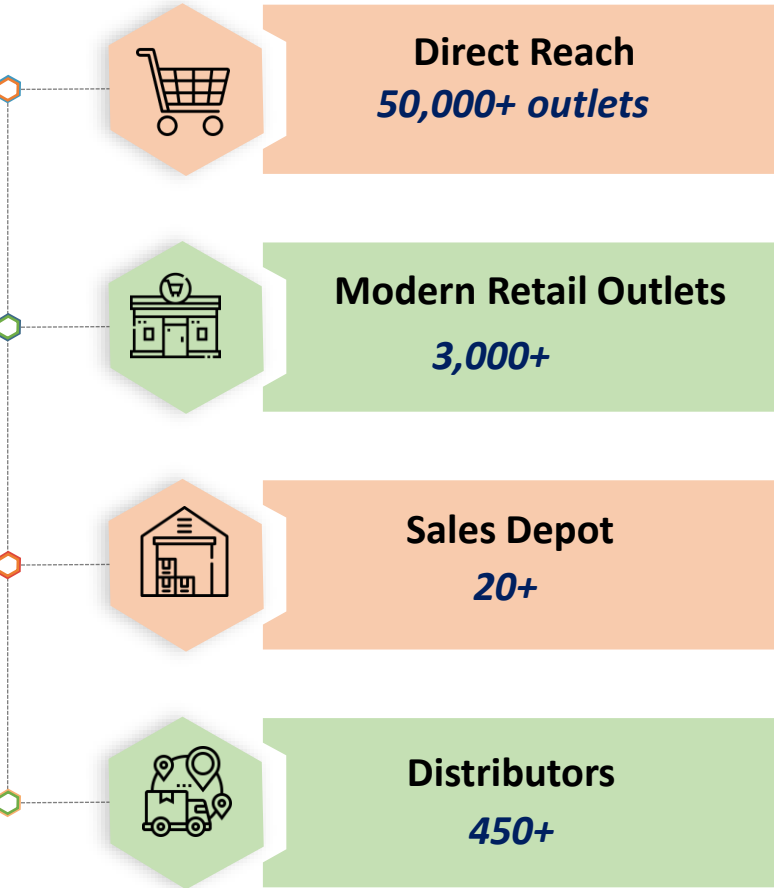 Direct Reach
50,000+ outlets
Modern Retail Outlets
3,000+
Sales Depot
20+
Distributors
450+